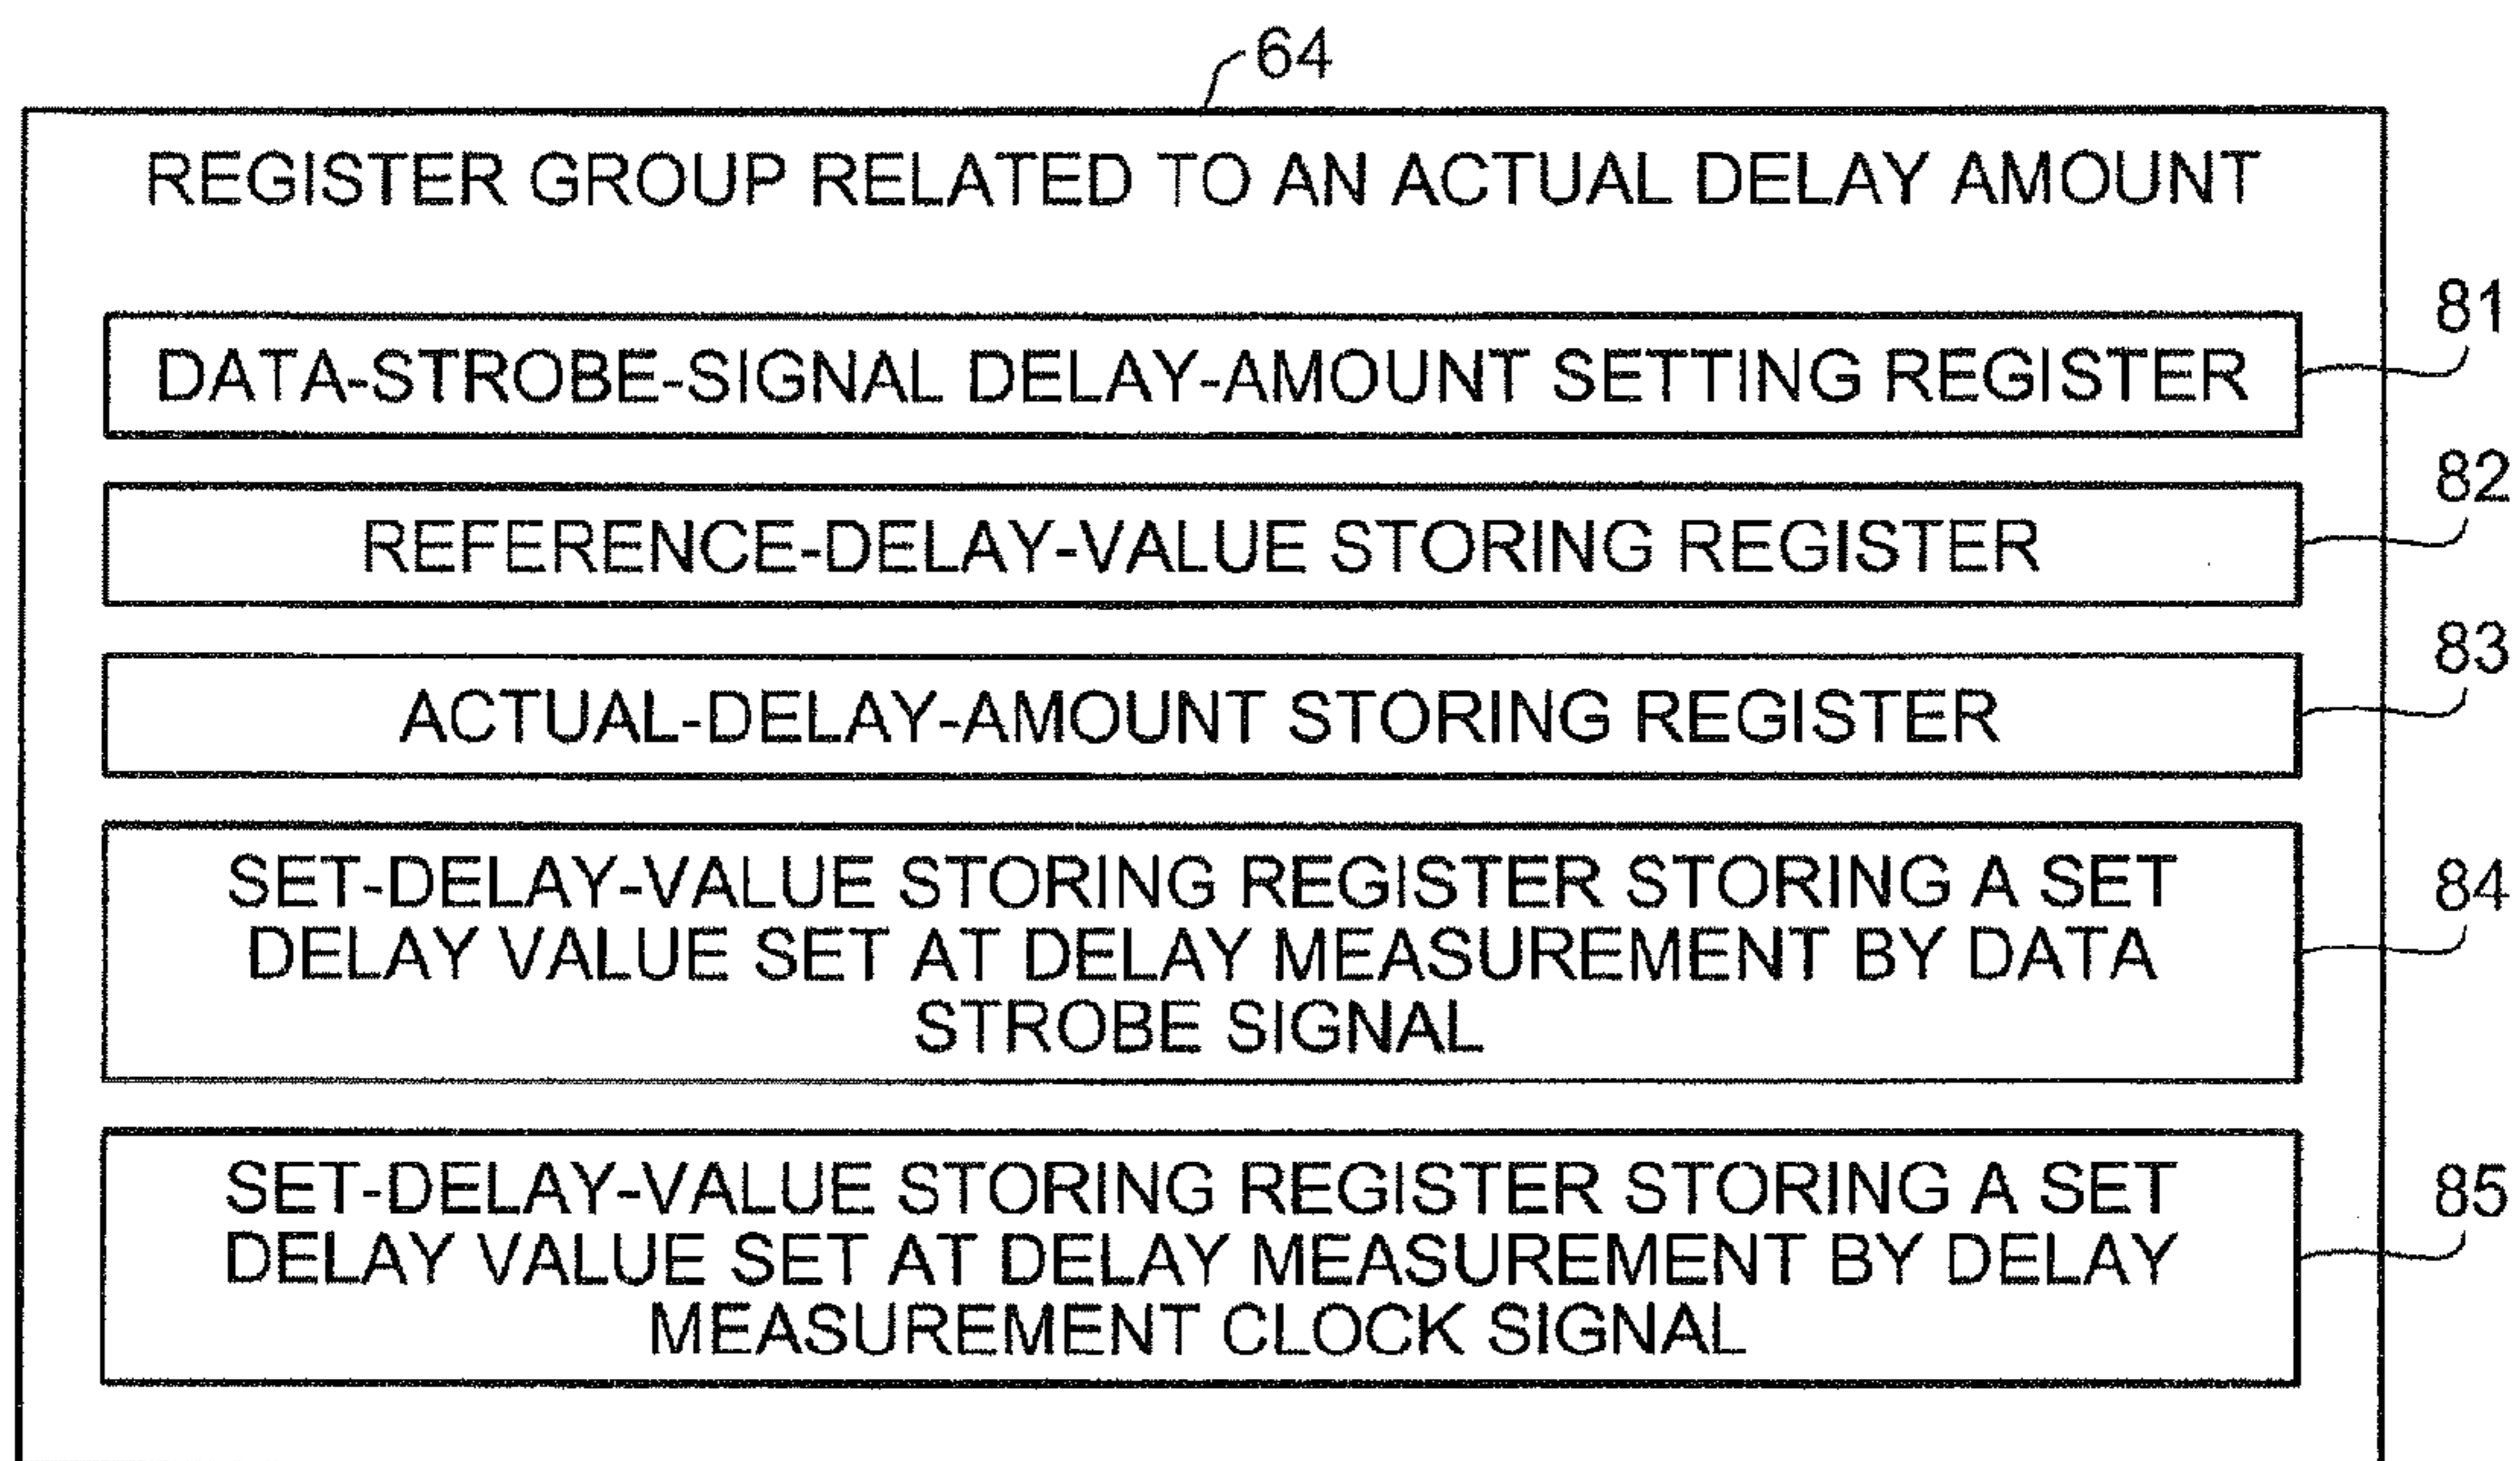 64
REGISTER GROUP RELATED TO AN ACTUAL DELAY AMOUNT
81
DATA-STROBE-SIGNAL DELAY-AMOUNT SETTING REGISTER
82
REFERENCE-DELAY-VALUE STORING REGISTER
83
ACTUAL-DELAY-AMOUNT STORING REGISTER
84
SET-DELAY-VALUE STORING REGISTER STORING A SET
DELAY VALUE SET AT DELAY MEASUREMENT BY DATA
STROBE SIGNAL
85
SET-DELAY-VALUE STORING REGISTER STORING A SET
DELAY VALUE SET AT DELAY MEASUREMENT BY DELAY
MEASUREMENT CLOCK SIGNAL